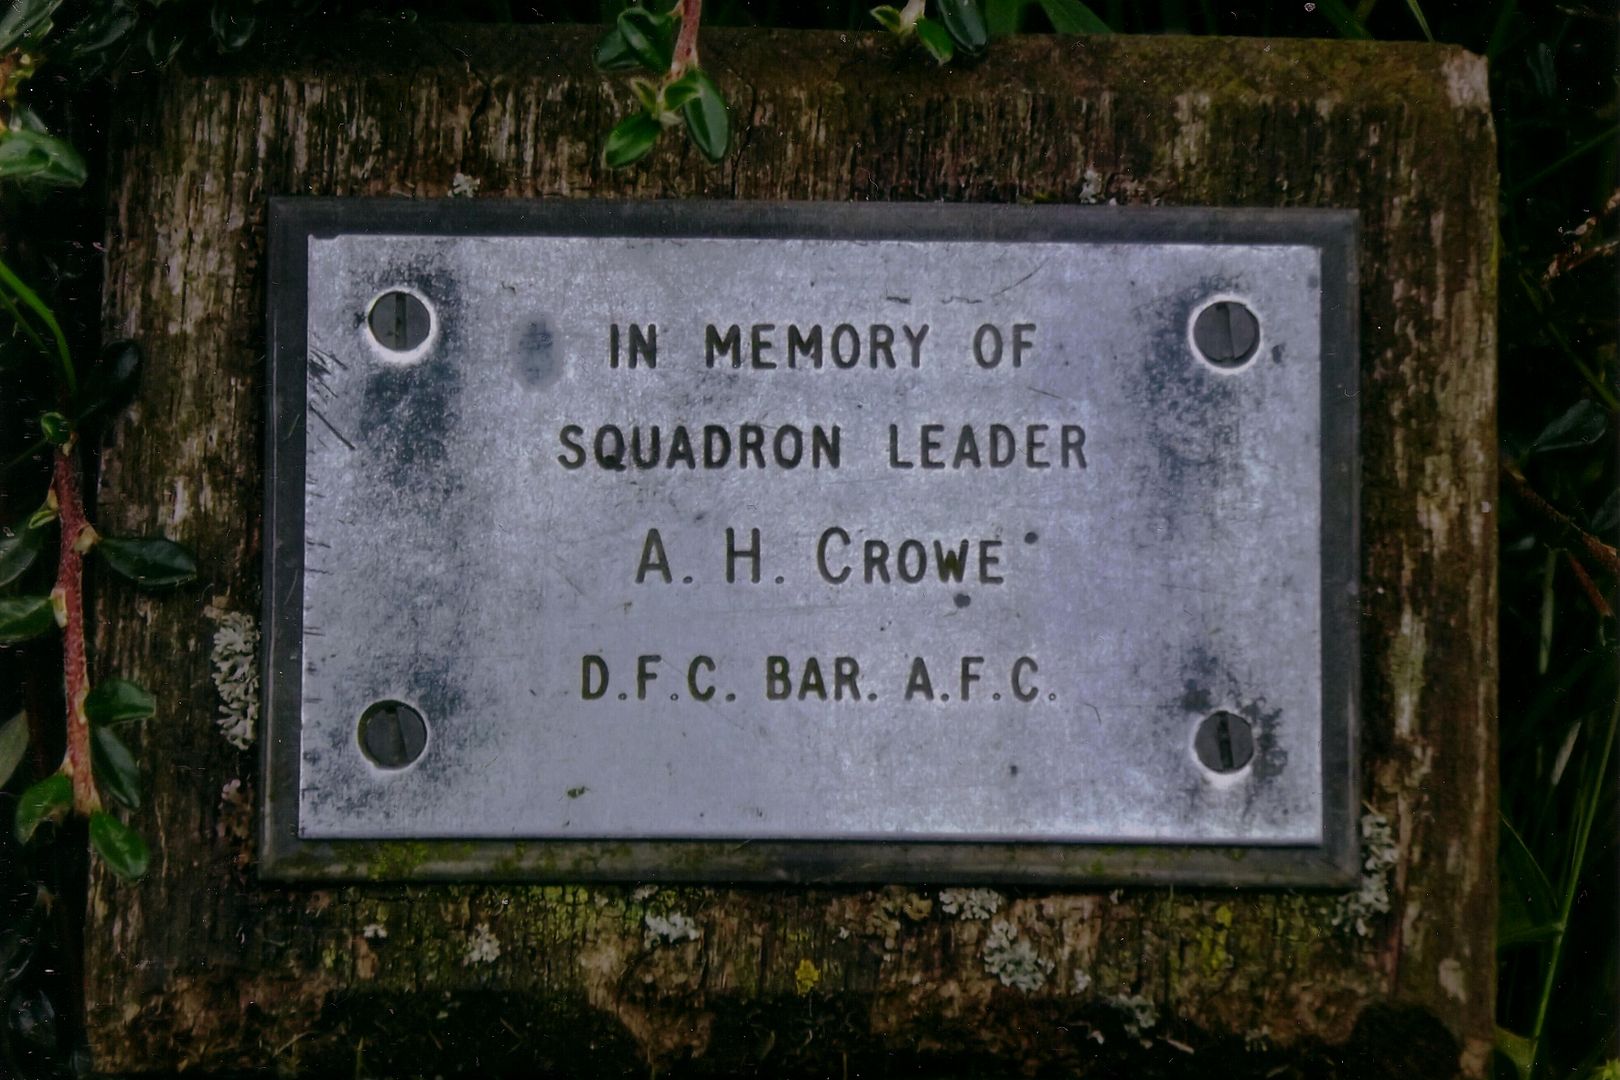 IN MEMORY OF
SQUADRON LEADER
A. H. CROWE
D.F.C. BAR. A.F.C.